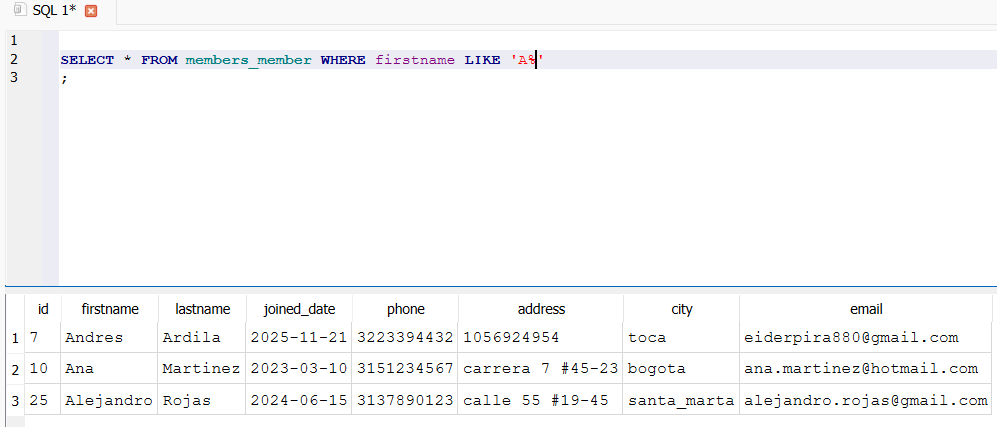 SQL 1*
1
2 SELECT * FROM members_member WHERE firstname LIKE 'A%'
3 ;
id firstname lastname joined_date phone address city email
1 7 Andres Ardila 2025-11-21 3223394432 1056924954 toca eiderpira880@gmail.com
2 10 Ana Martinez 2023-03-10 3151234567 carrera 7 #45-23 bogota ana.martinez@hotmail.com
3 25 Alejandro Rojas 2024-06-15 3137890123 calle 55 #19-45 santa_marta alejandro.rojas@gmail.com